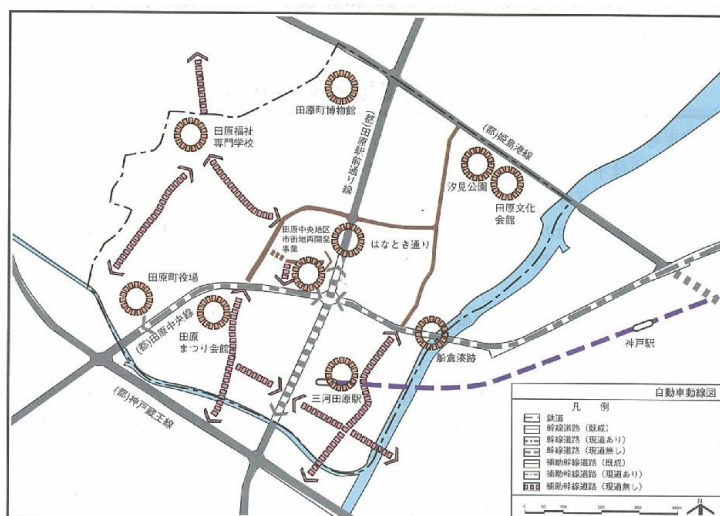 田原町博物館
(都)田原駅前通り線
(都)姫島港線
田原福祉
専門学校
汐見公園
田原文化
会館
田原中央地区
市街地再開発
事業
はなとき通り
田原町役場
(都)田原中央線
田原
まつり会館
船倉湊跡
神戸駅
三河田原駅
(都)神戸蔵王線
自動車動線図
凡 例
鉄道
幹線道路（既成）
幹線道路（現道あり）
幹線道路（現道無し）
補助幹線道路（既成）
補助幹線道路（現道あり）
補助幹線道路（現道無し）
N
0 50 100 200 300 400m